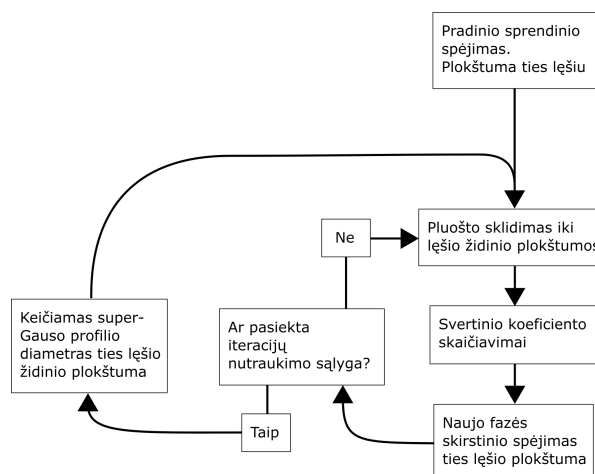 Pradinio sprendinio
spėjimas.
Plokštuma ties lęšiu
Pluošto sklidimas iki
lęšio židinio plokštumos
Svertinio koeficiento
skaičiavimai
Naujo fazės
skirstinio spėjimas
ties lęšio plokštuma
Ar pasiekta
iteracijų
nutraukimo sąlyga?
Ne
Taip
Keičiamas super-
Gauso profilio
diametras ties lęšio
židinio plokštuma